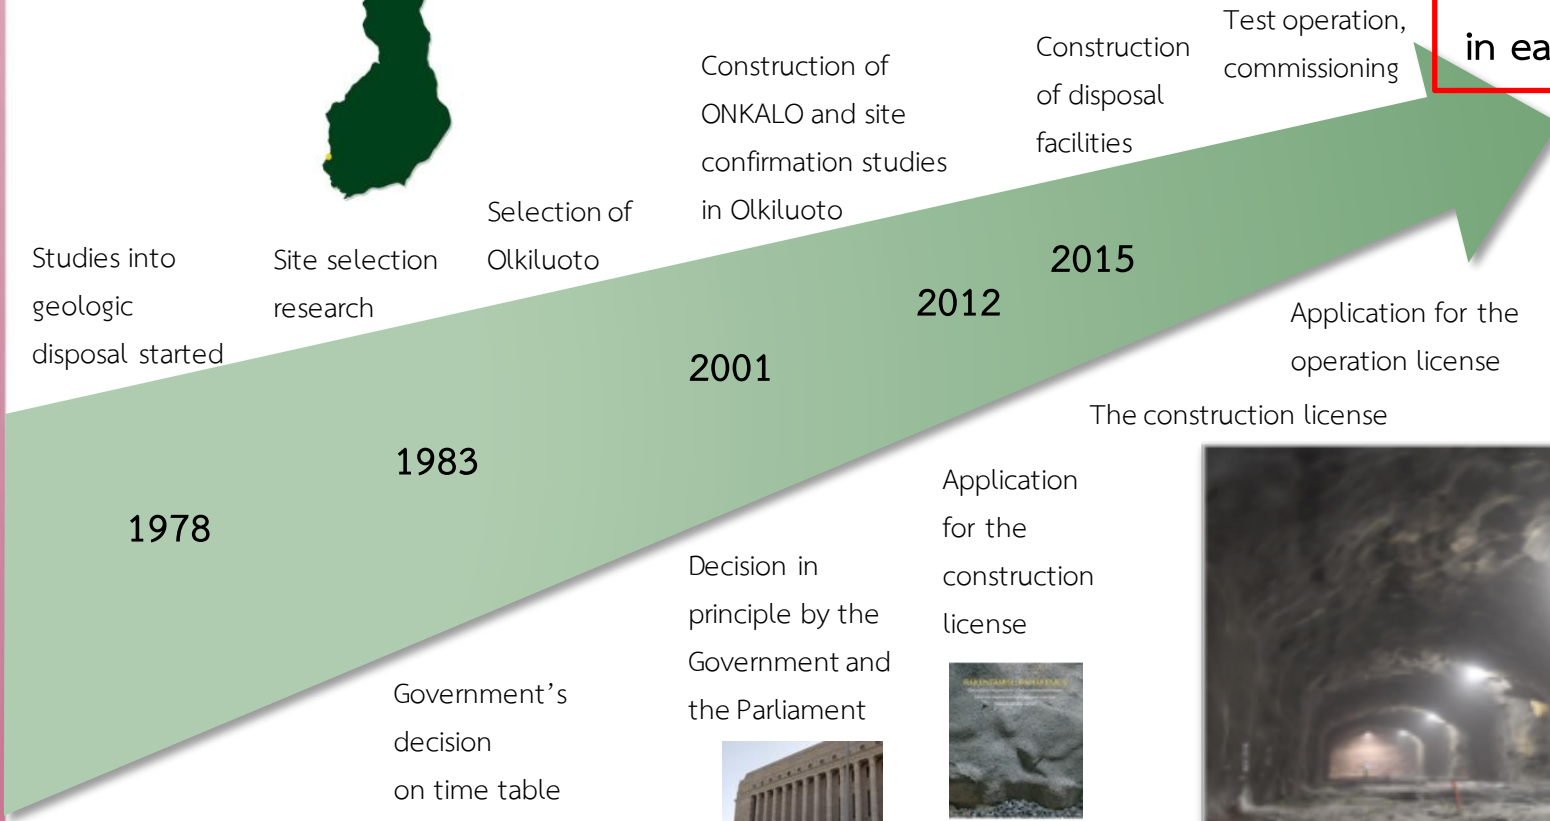 Test operation,
commissioning
in ea
Construction
of disposal
facilities
Construction of
ONKALO and site
confirmation studies
in Olkiluoto
Selection of
Olkiluoto
Site selection
research
Studies into
geologic
disposal started
1978
1983
2001
2012
2015
Application for the
operation license
The construction license
Application
for the
construction
license
Decision in
principle by the
Government and
the Parliament
Government’s
decision
on time table